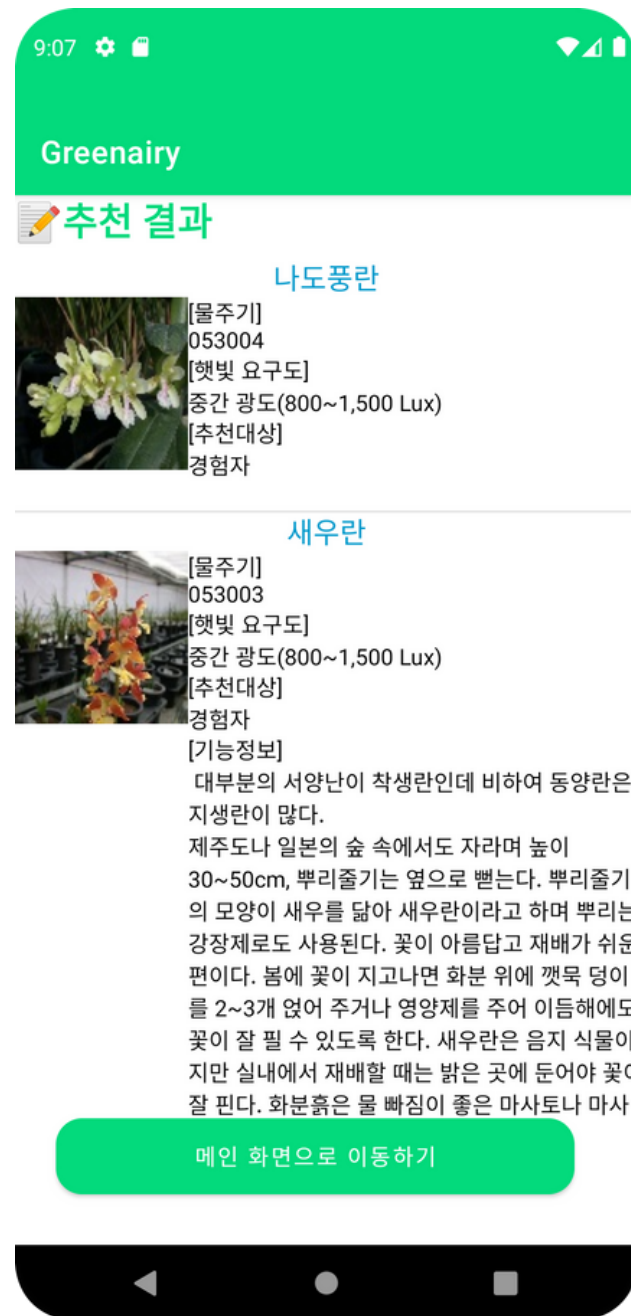 9:07
Greenairy
추천 결과
나도풍란
[물주기]
053004
[햇빛 요구도]
중간 광도(800~1,500 Lux)
[추천대상]
경험자
새우란
[물주기]
053003
[햇빛 요구도]
중간 광도(800~1,500 Lux)
[추천대상]
경험자
[기능정보]
대부분의 서양난이 착생란인데 비하여 동양란은
지생란이 많다.
제주도나 일본의 숲 속에서도 자라며 높이
30~50cm, 뿌리줄기는 옆으로 뻗는다. 뿌리줄기
의 모양이 새우를 닮아 새우란이라고 하며 뿌리는
강장제로도 사용된다. 꽃이 아름답고 재배가 쉬운
편이다. 봄에 꽃이 지고나면 화분 위에 깻묵 덩이
를 2~3개 얹어 주거나 영양제를 주어 이듬해에도
꽃이 잘 필 수 있도록 한다. 새우란은 음지 식물이
지만 실내에서 재배할 때는 밝은 곳에 둔어야 꽃이
잘 핀다. 화분흙은 물 빠짐이 좋은 마사토나 마사
메인 화면으로 이동하기